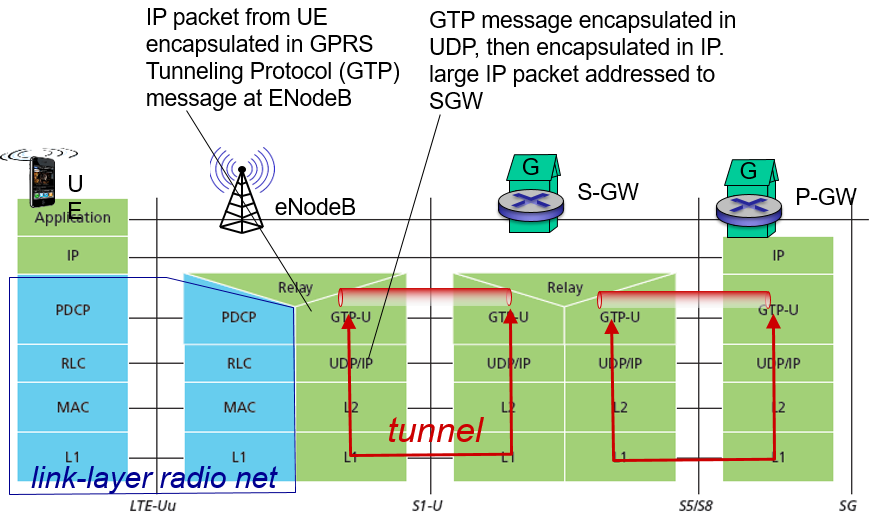 IP packet from UE
encapsulated in GPRS
Tunneling Protocol (GTP)
message at ENodeB
GTP message encapsulated in
UDP, then encapsulated in IP.
large IP packet addressed to
SGW
U
E
eNodeB
G
S-GW
G
P-GW
Application
IP
IP
PDCP
PDCP
Relay
GTP-U
GTP-U
Relay
GTP-U
GTP-U
RLC
RLC
UDP/IP
UDP/IP
UDP/IP
UDP/IP
MAC
MAC
L2
L2
L2
L2
tunnel
L1
L1
L1
L1
L1
L1
link-layer radio net
LTE-Uu
S1-U
S5/S8
SG